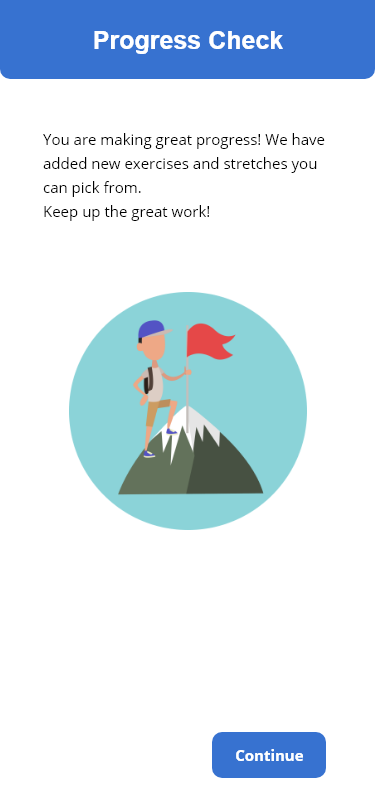 Progress Check
You are making great progress! We have
added new exercises and stretches you
can pick from.
Keep up the great work!
Continue